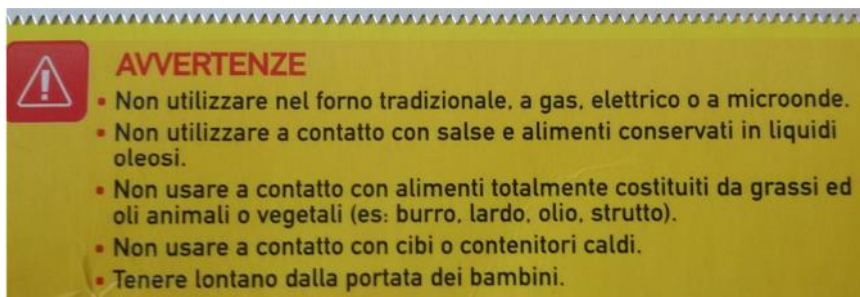 AVVERTENZE
• Non utilizzare nel forno tradizionale, a gas, elettrico o a microonde.
• Non utilizzare a contatto con salse e alimenti conservati in liquidi
oleosi.
• Non usare a contatto con alimenti totalmente costituiti da grassi ed
oli animali o vegetali (es: burro, lardo, olio, strutto).
• Non usare a contatto con cibi o contenitori caldi.
• Tenere lontano dalla portata dei bambini.